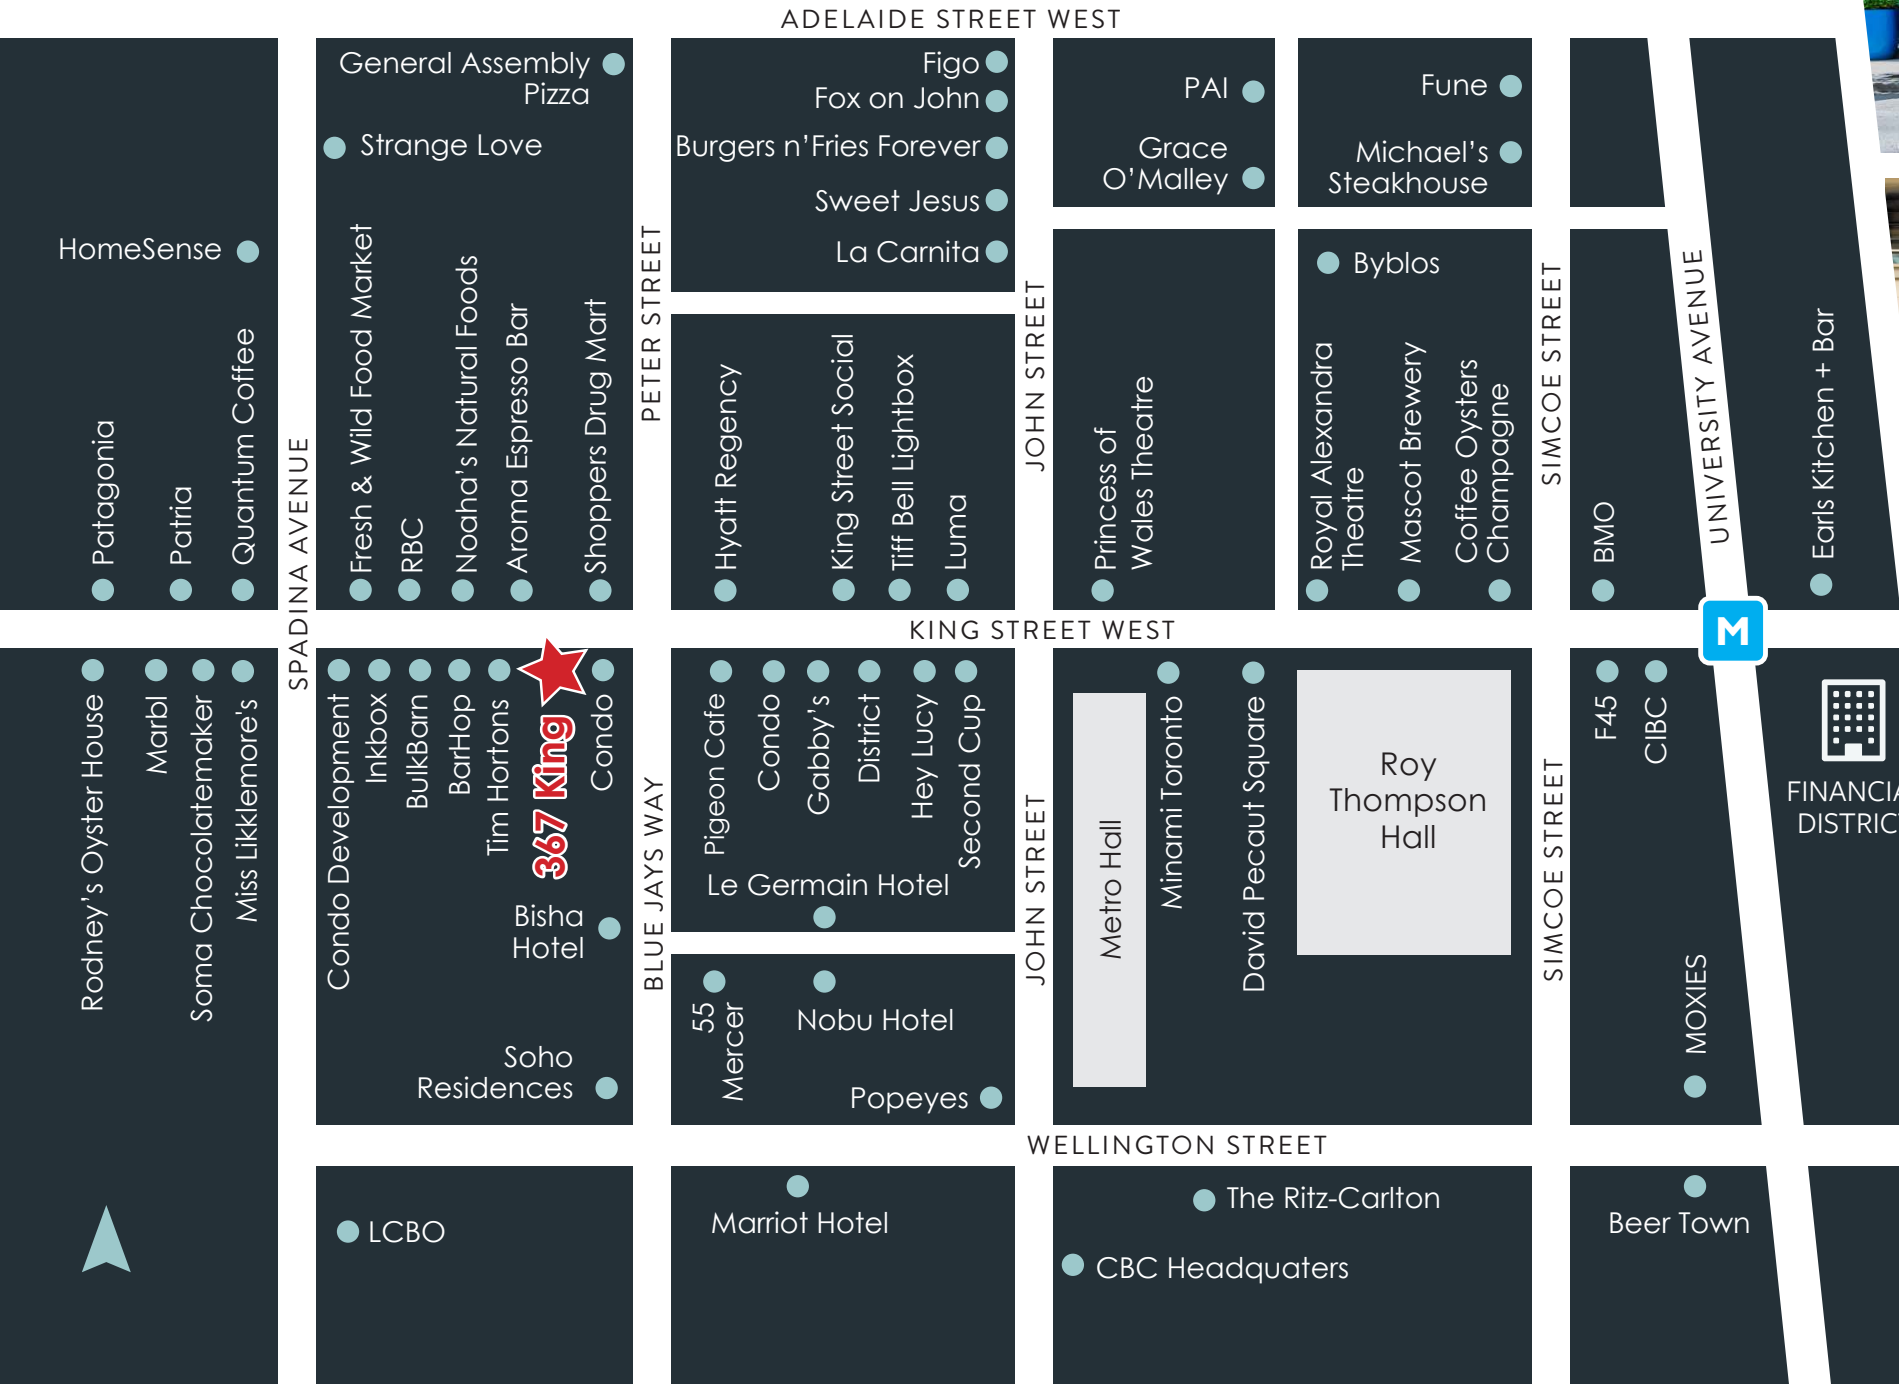 ADELAIDE STREET WEST
General Assembly
Pizza
Strange Love
Figo
Fox on John
Burgers n'Fries Forever
Sweet Jesus
La Carnita
PAI
Grace
O'Malley
Fune
Michael's
Steakhouse
HomeSense
Byblos
Patagonia
Patria
Quantum Coffee
SPADINA AVENUE
Fresh & Wild Food Market
RBC
Noaha's Natural Foods
Aroma Espresso Bar
Shoppers Drug Mart
PETER STREET
Hyatt Regency
King Street Social
Tiff Bell Lightbox
Luma
JOHN STREET
Princess of
Wales Theatre
Royal Alexandra
Theatre
Mascot Brewery
Coffee Oysters
Champagne
SIMCOE STREET
BMO
UNIVERSITY AVENUE
Earls Kitchen + Bar
KING STREET WEST
M
Rodney's Oyster House
Marbl
Soma Chocolatemaker
Miss Likklemore's
Condo Development
Inkbox
BulkBarn
BarHop
Tim Hortons
367 King
Condo
Bisha
Hotel
Soho
Residences
BLUE JAYS WAY
Pigeon Cafe
Condo
Gabby's
District
Hey Lucy
Second Cup
Le Germain Hotel
55
Mercer
Nobu Hotel
Popeyes
JOHN STREET
Metro Hall
Minami Toronto
David Pecaut Square
Roy
Thompson
Hall
SIMCOE STREET
F45
CIBC
MOXIES
FINANCIA
DISTRIC
WELLINGTON STREET
LCBO
Marriot Hotel
The Ritz-Carlton
CBC Headquaters
Beer Town